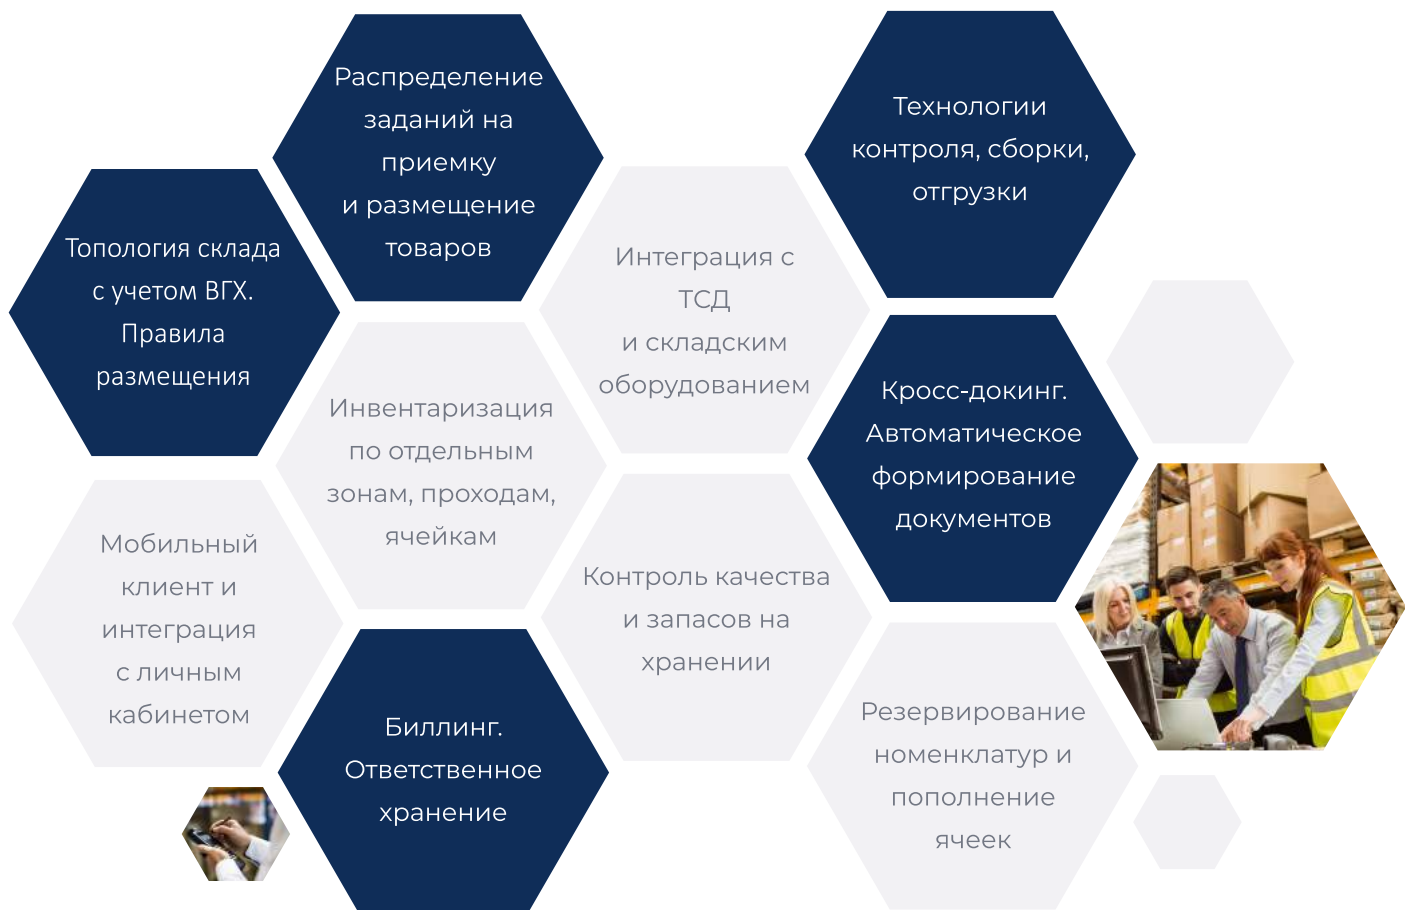 Распределение
заданий на
приемку
и размещение
товаров
Технологии
контроля, сборки,
отгрузки
Топология склада
с учетом ВГХ.
Правила
размещения
Интеграция с
ТСД
и складским
оборудованием
Инвентаризация
по отдельным
зонам, проходам,
ячейкам
Кросс-докинг.
Автоматическое
формирование
документов
Мобильный
клиент и
интеграция
с личным
кабинетом
Контроль качества
и запасов на
хранении
Биллинг.
Ответственное
хранение
Резервирование
номенклатур и
пополнение
ячеек